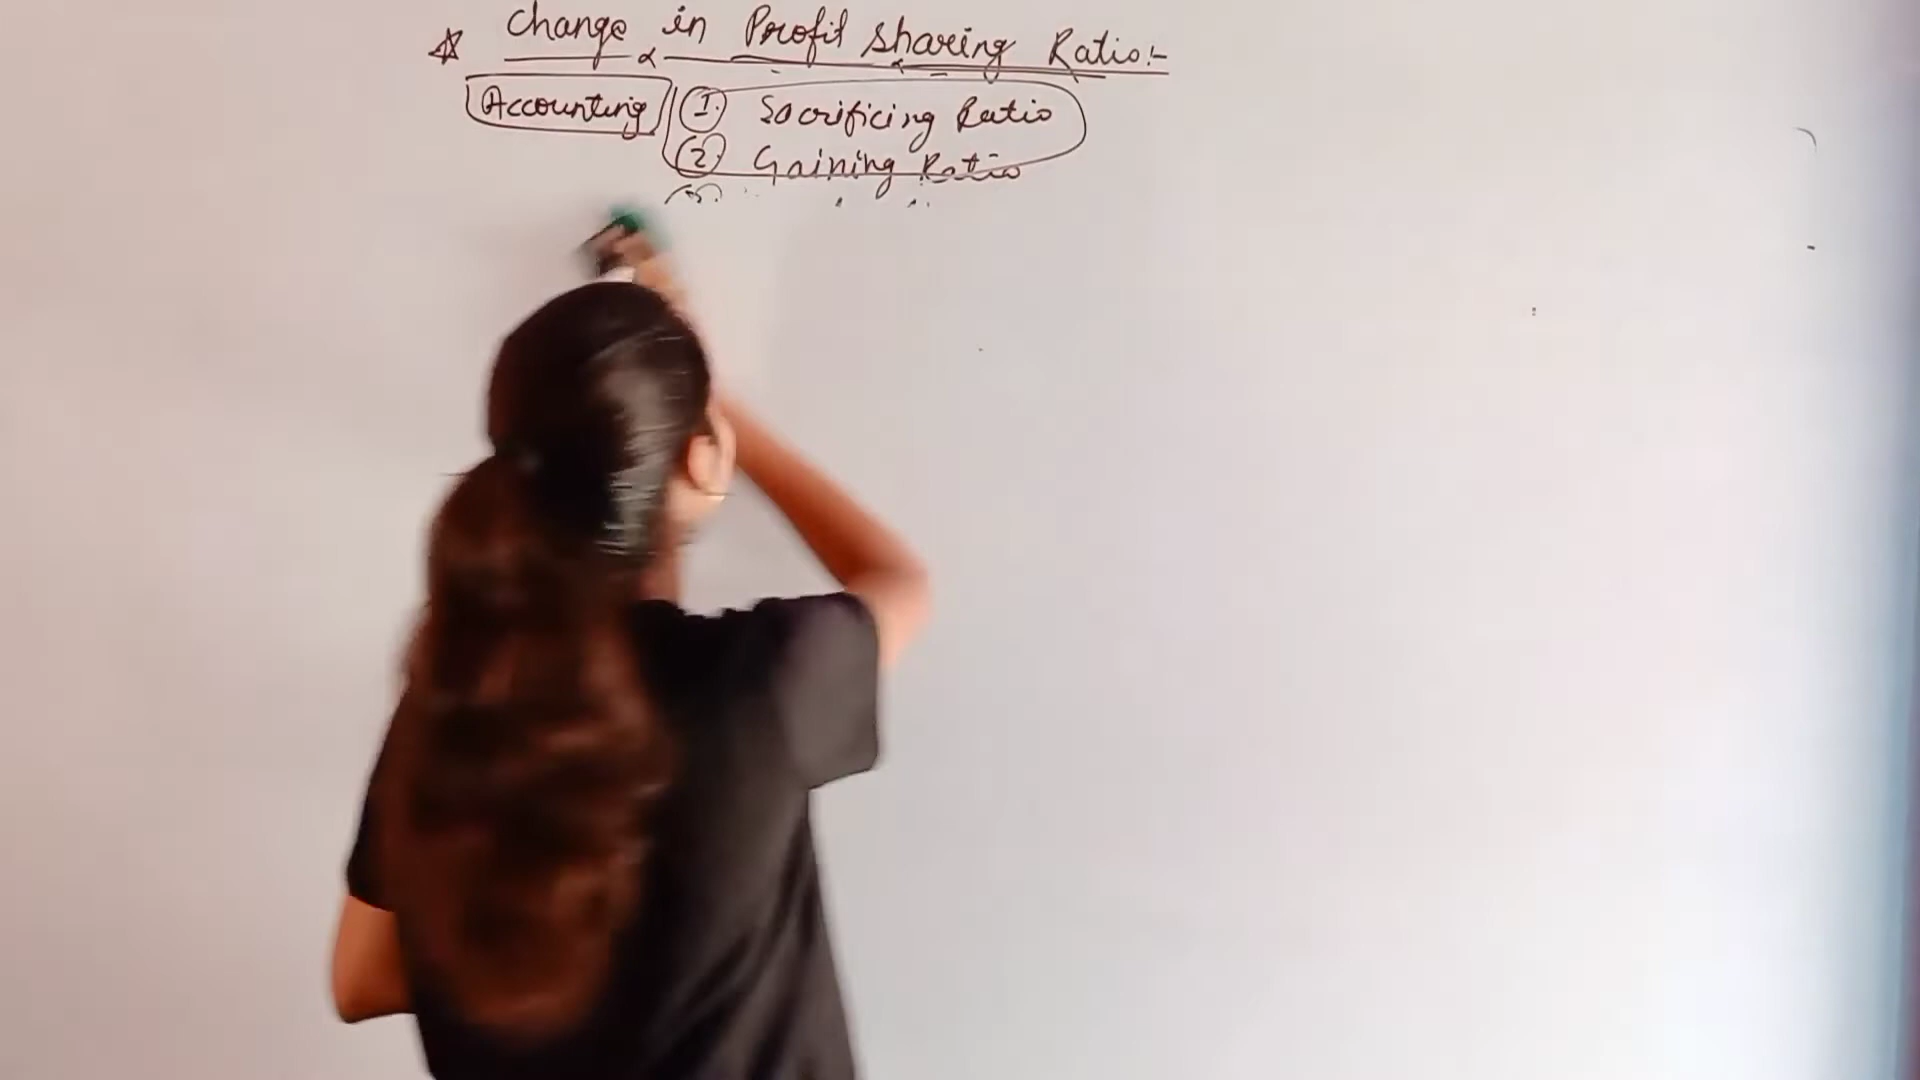 ☆ Change in Profit Sharing Ratio:-
Accounting 1. Sacrificing Ratio
2. Gaining Ratio